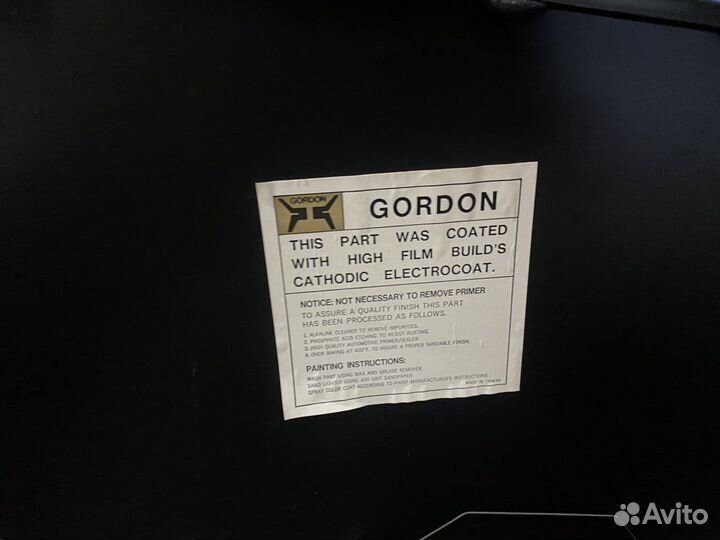 GORDON
GORDON
THIS PART WAS COATED
WITH HIGH FILM BUILD'S
CATHODIC ELECTROCOAT.
NOTICE: NOT NECESSARY TO REMOVE PRIMER
TO ASSURE A QUALITY FINISH THIS PART
HAS BEEN PROCESSED AS FOLLOWS.
1. ALKALINE CLEANER TO REMOVE IMPURITIES.
2. PHOSPHATE ACID ETCHING, TO RESIST RUSTING.
3. HIGH QUALITY AUTOMOTIVE PRIMER/SEALER
4. OVEN BAKING AT 400°F, TO INSURE A PROPER SANDABLE FINISH.
PAINTING INSTRUCTIONS:
WASH PART USING WAX AND GREASE REMOVER
SAND LIGHTLY USING 400 GRIT SANDPAPER
SPRAY COLOR COAT ACCORDING TO PAINT MANUFACTURER'S INSTRUCTIONS.
MADE IN TAIWAN
Avito